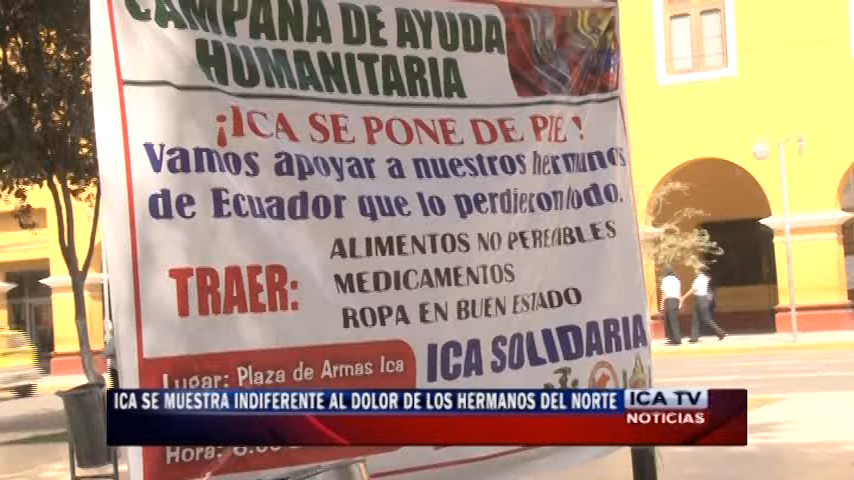 CAMPAÑA DE AYUDA
HUMANITARIA
¡ICA SE PONE DE PIE!
Vamos apoyar a nuestros hermanos
de Ecuador que lo perdieron todo.
TRAER:
ALIMENTOS NO PERECIBLES
MEDICAMENTOS
ROPA EN BUEN ESTADO
Lugar: Plaza de Armas Ica
ICA SOLIDARIA
ICA SE MUESTRA INDIFERENTE AL DOLOR DE LOS HERMANOS DEL NORTE
ICA TV
NOTICIAS
Hora: